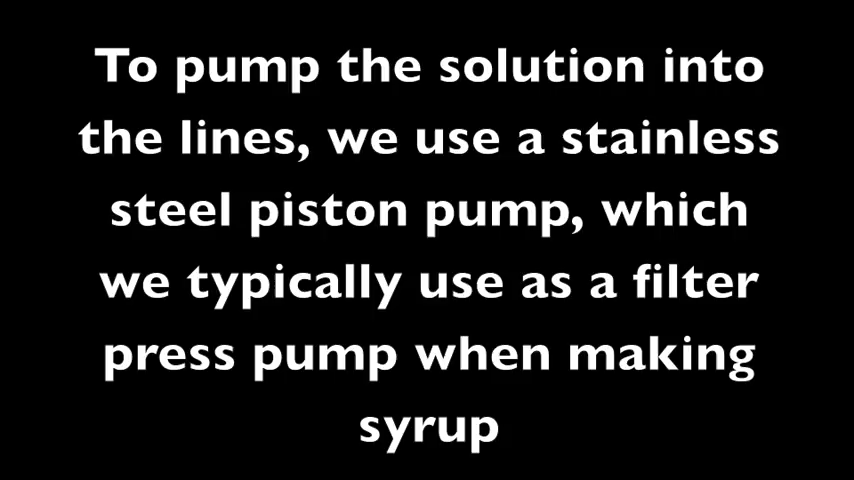 To pump the solution into
the lines, we use a stainless
steel piston pump, which
we typically use as a filter
press pump when making
syrup